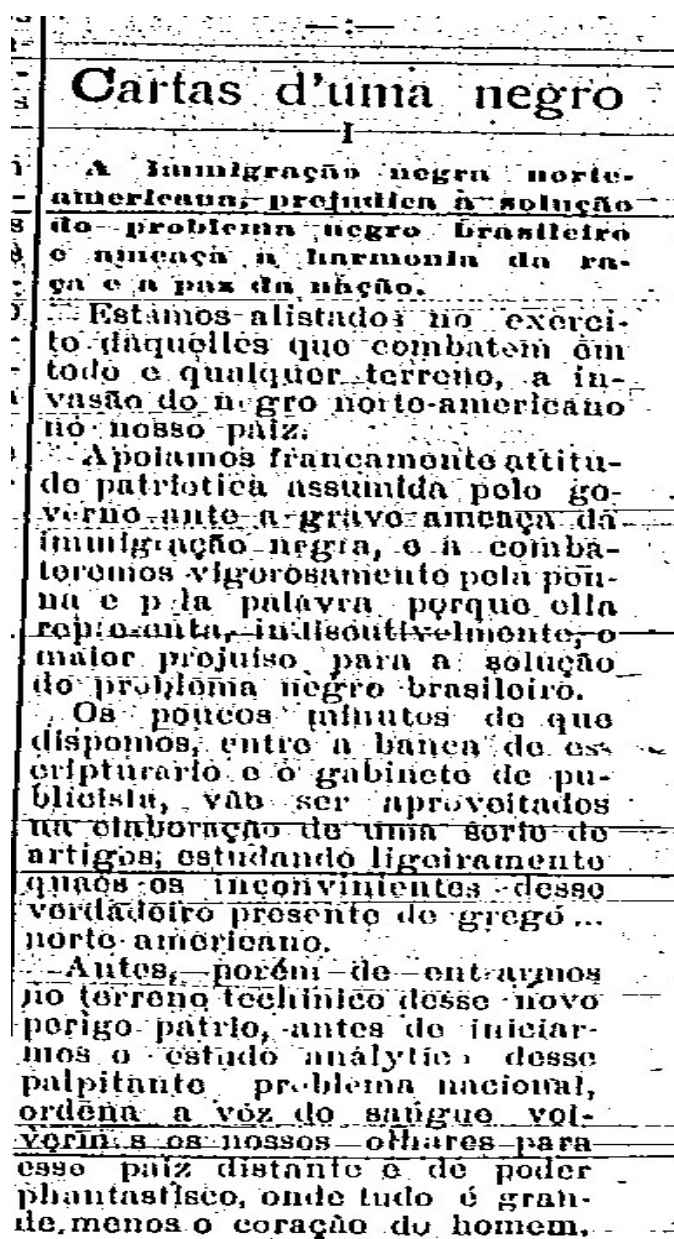 Cartas d'uma negro
I
A Immigração negra norte-
americana, prejudica a solução
do problema negro brasileiro
e ameaça a harmonia da ra-
ça e a paz da nação.
Estamos alistados no exerci-
to daquelles que combatem em
todo e qualquer terreno, a in-
vasão do negro norte-americano
no nosso paiz.
Apoiamos francamente attitu-
de patriotica assumida pelo go-
verno ante a grave ameaça da
immigração negra, e a comba-
teremos vigorosamente pela pen-
na e pela palavra porque ella
representa, indiscutivelmente, o
maior prejuiso para a solução
do problema negro brasileiro.
Os poucos minutos de que
dispomos, entre a banca de es-
cripturario e o gabinete de pu-
blicista, vão ser aproveitados
na elaboração de uma serie de
artigos, estudando ligeiramente
quaes os inconvinientes desse
verdadeiro presente de grego...
norte-americano.
Antes, porém de entrarmos
no terreno techinico desse novo
perigo patrio, antes de iniciar-
mos o estudo analytico desse
palpitante problema nacional,
ordena a voz do sangue vol-
verms os nossos olhares para
esse paiz distante e de poder
phantastisco, onde tudo é gran-
de, menos o coração do homem,